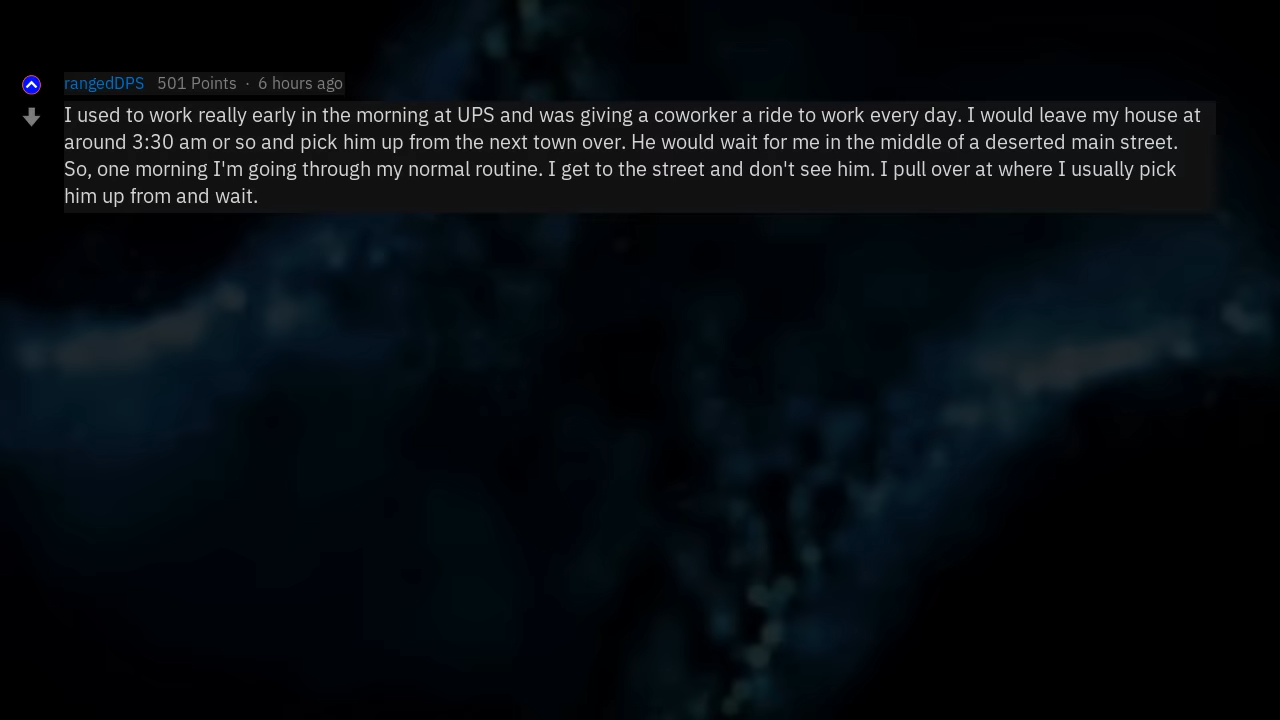 rangedDPS 501 Points · 6 hours ago
I used to work really early in the morning at UPS and was giving a coworker a ride to work every day. I would leave my house at
around 3:30 am or so and pick him up from the next town over. He would wait for me in the middle of a deserted main street.
So, one morning I'm going through my normal routine. I get to the street and don't see him. I pull over at where I usually pick
him up from and wait.